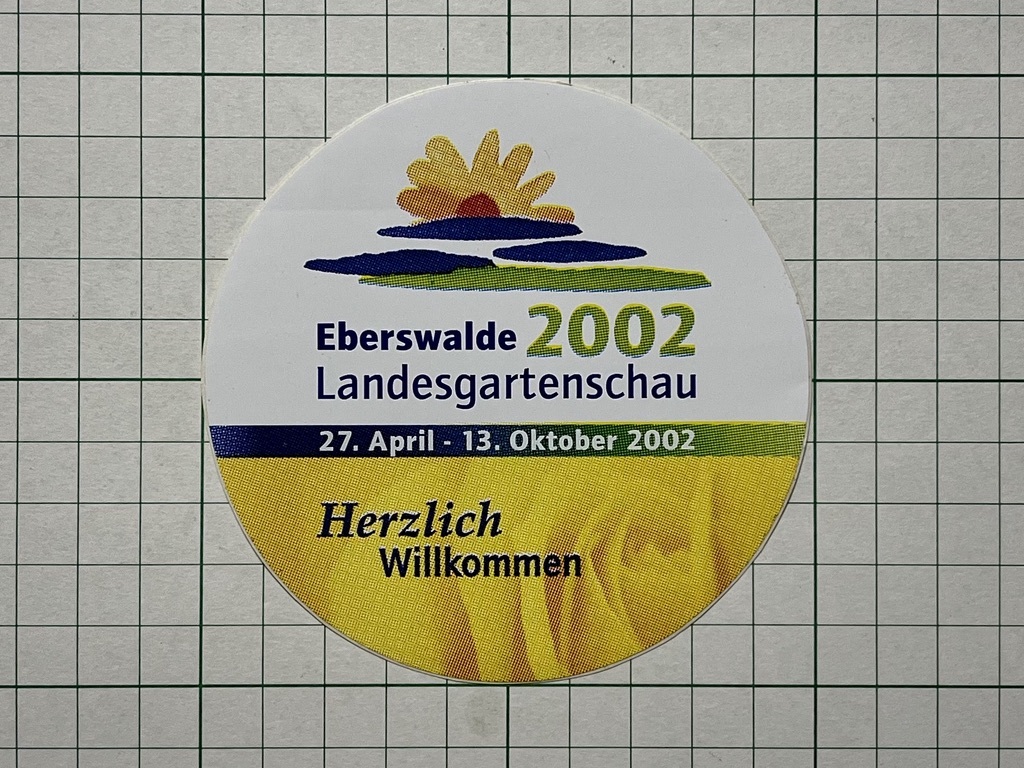 Eberswalde 2002
Landesgartenschau
27. April - 13. Oktober 2002
Herzlich
Willkommen